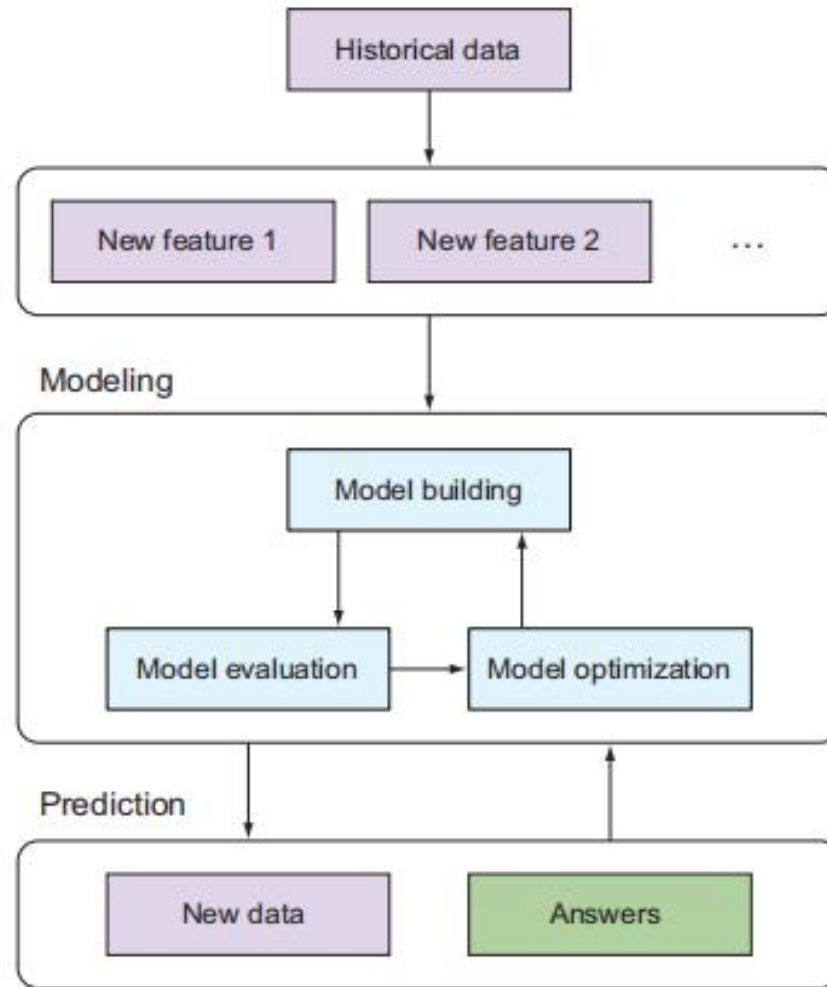 Historical data
New feature 1
New feature 2
...
Modeling
Model building
Model evaluation
Model optimization
Prediction
New data
Answers